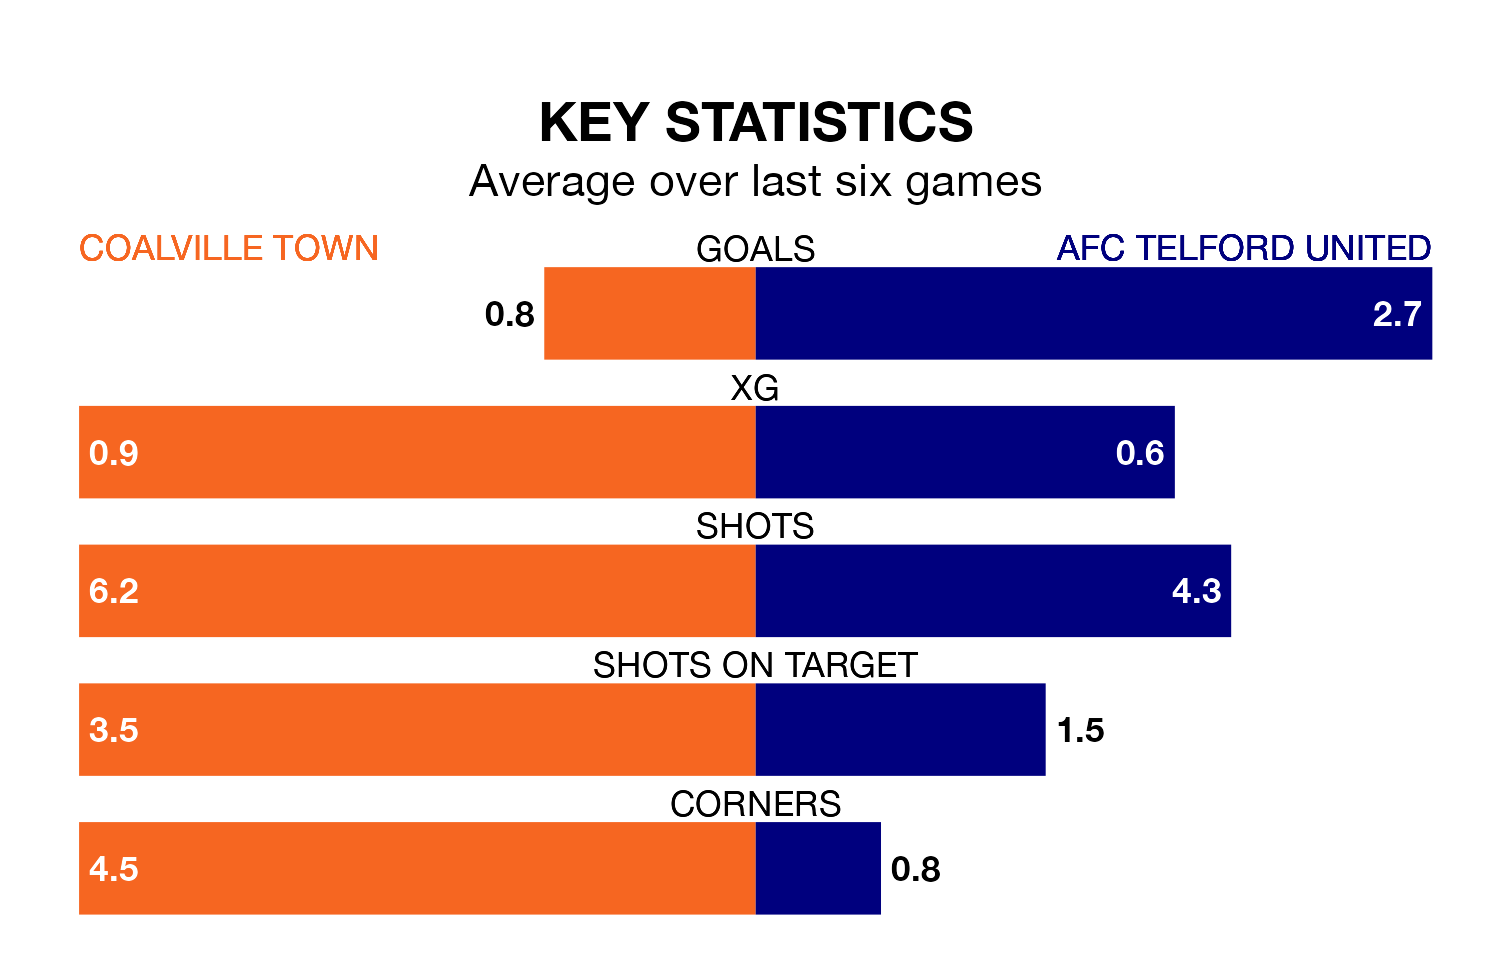 KEY STATISTICS
Average over last six games
COALVILLE TOWN GOALS AFC TELFORD UNITED
0.8 2.7
XG
0.9 0.6
SHOTS
6.2 4.3
SHOTS ON TARGET
3.5 1.5
CORNERS
4.5 0.8